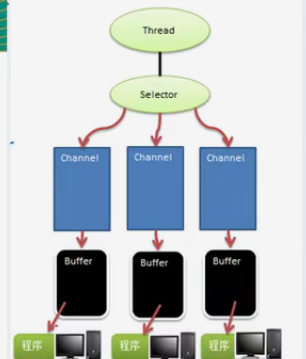 Thread
Selector
Channel
Channel
Channel
Buffer
Buffer
Buffer
程序
程序
程序